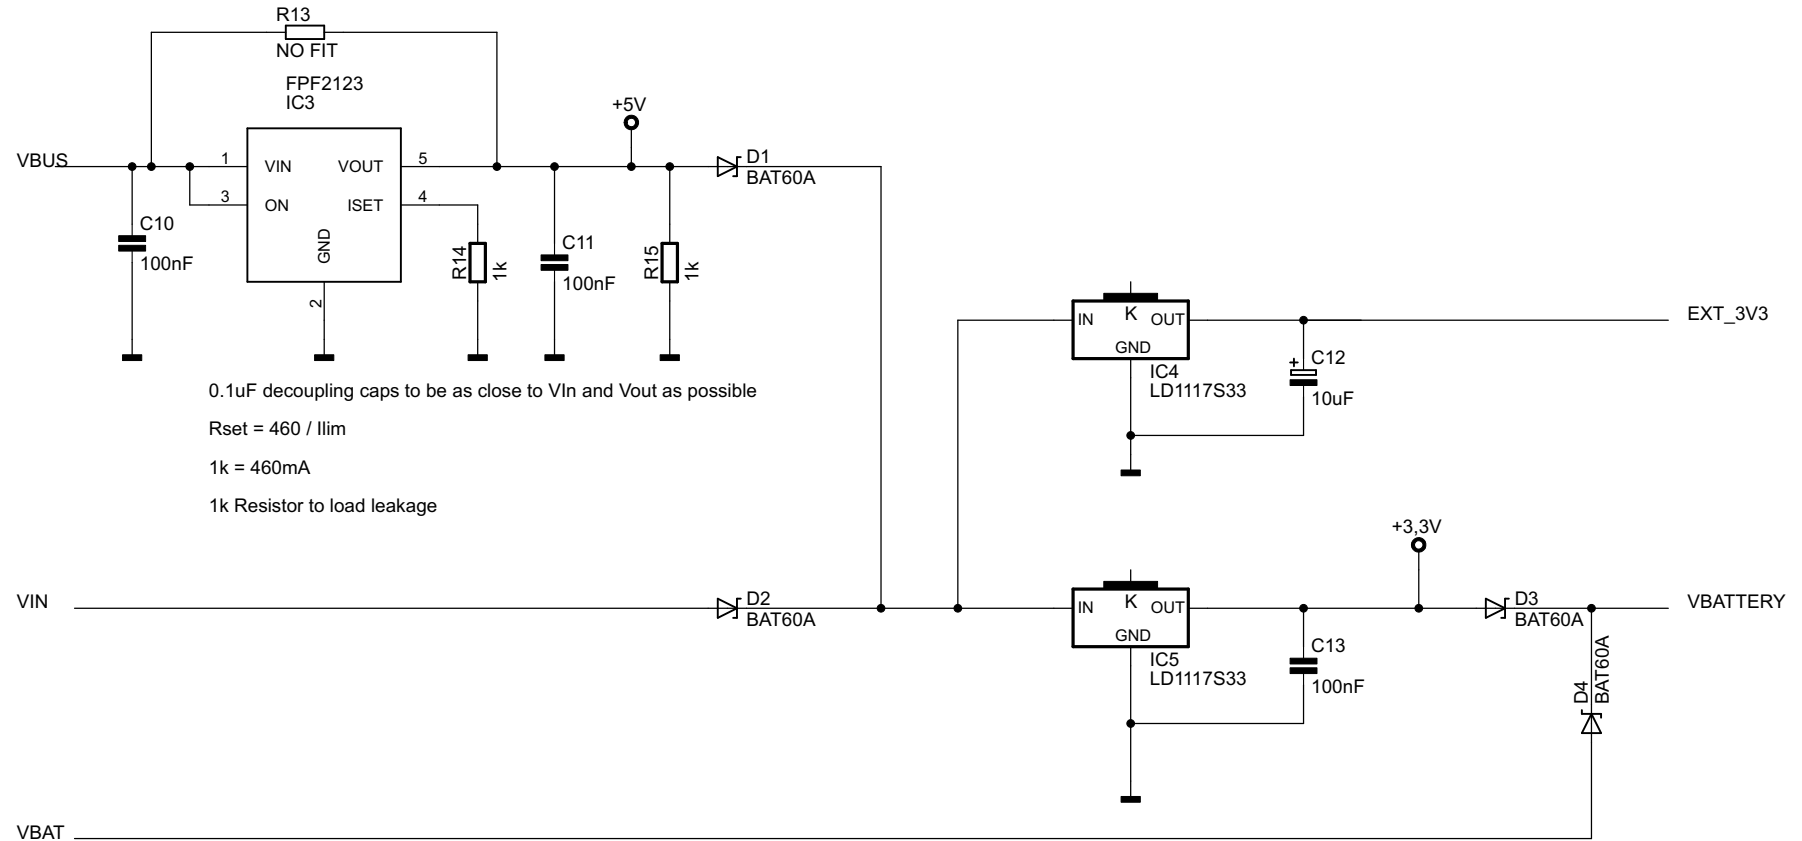 R13
NO FIT
FPF2123
IC3
+5V
VBUS
1
VIN
VOUT
5
D1
BAT60A
3
ON
ISET
4
GND
2
C10
100nF
R14
1k
C11
100nF
R15
1k
K
IN
OUT
GND
EXT_3V3
IC4
LD1117S33
+
C12
10uF
0.1uF decoupling caps to be as close to VIn and Vout as possible
Rset = 460 / Ilim
1k = 460mA
1k Resistor to load leakage
+3,3V
VIN
D2
BAT60A
K
IN
OUT
GND
D3
BAT60A
VBATTERY
IC5
LD1117S33
C13
100nF
D4
BAT60A
VBAT